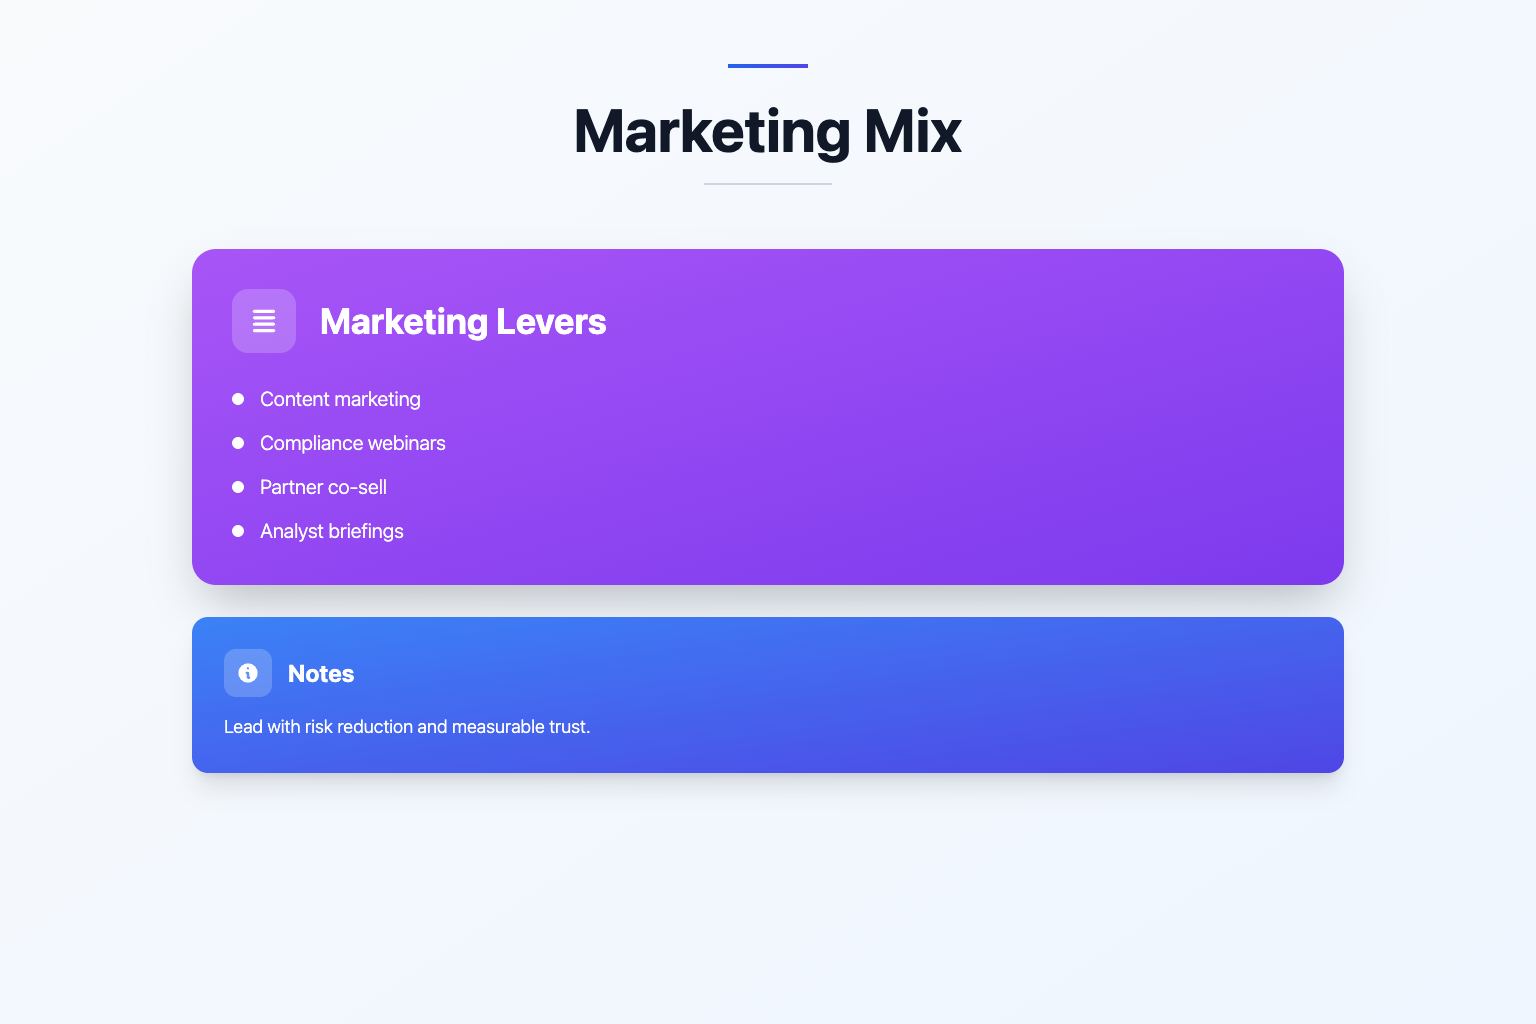 Marketing Mix
Marketing Levers
Content marketing
Compliance webinars
Partner co-sell
Analyst briefings
Notes
Lead with risk reduction and measurable trust.